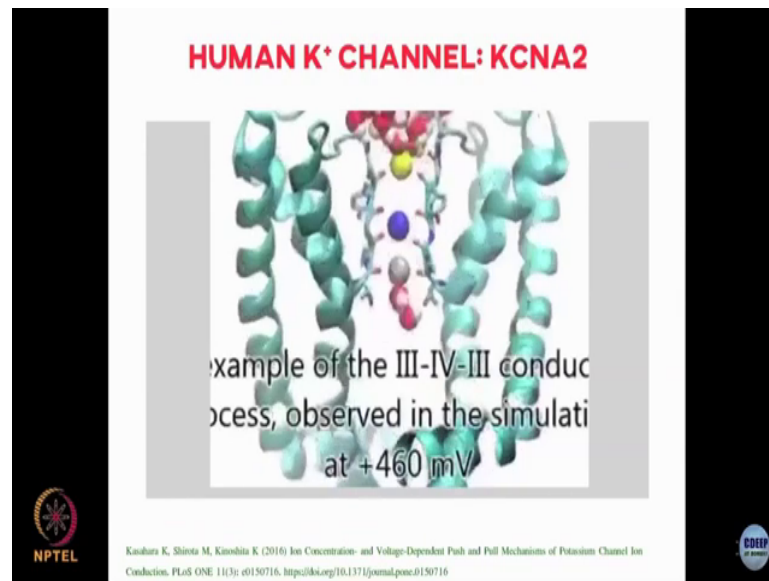 HUMAN K⁺ CHANNEL: KCNA2
xample of the III-IV-III conduc
ocess, observed in the simulati
at +460 mV
Kasahara K, Shirota M, Kinoshita K (2016) Ion Concentration- and Voltage-Dependent Push and Pull Mechanisms of Potassium Channel Ion
Conduction. PLoS ONE 11(3): e0150716. https://doi.org/10.1371/journal.pone.0150716
NPTEL
CDEEP